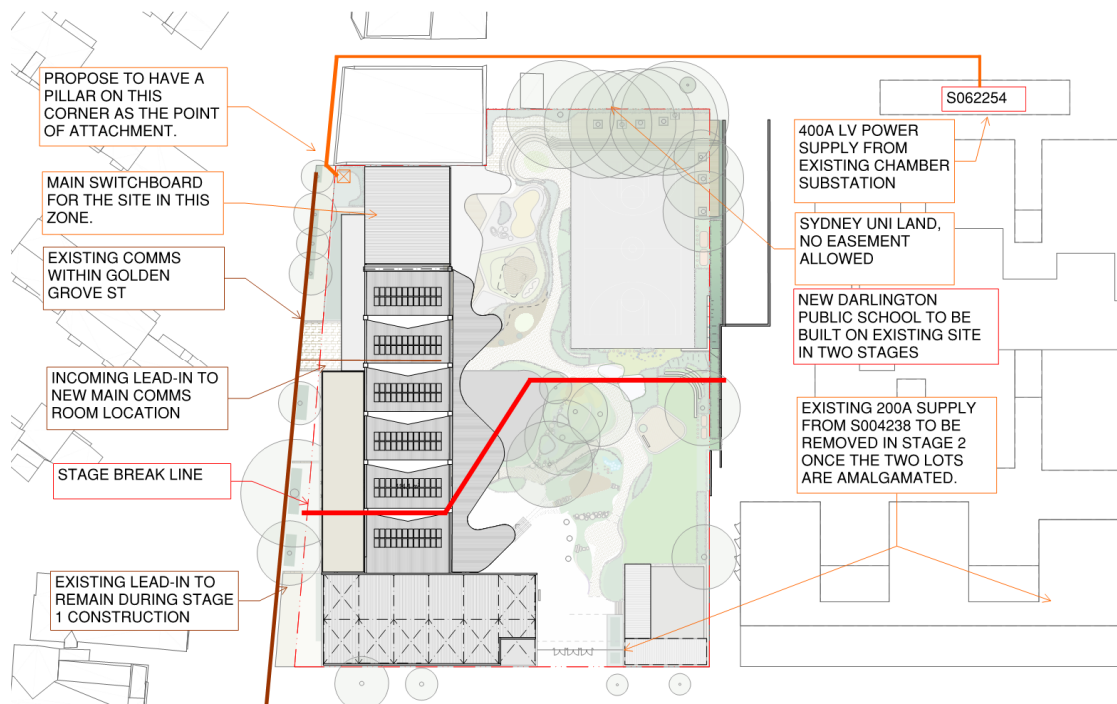 PROPOSE TO HAVE A
PILLAR ON THIS
CORNER AS THE POINT
OF ATTACHMENT.
MAIN SWITCHBOARD
FOR THE SITE IN THIS
ZONE.
EXISTING COMMS
WITHIN GOLDEN
GROVE ST
INCOMING LEAD-IN TO
NEW MAIN COMMS
ROOM LOCATION
STAGE BREAK LINE
EXISTING LEAD-IN TO
REMAIN DURING STAGE
1 CONSTRUCTION
S062254
400A LV POWER
SUPPLY FROM
EXISTING CHAMBER
SUBSTATION
SYDNEY UNI LAND,
NO EASEMENT
ALLOWED
NEW DARLINGTON
PUBLIC SCHOOL TO BE
BUILT ON EXISTING SITE
IN TWO STAGES
EXISTING 200A SUPPLY
FROM S004238 TO BE
REMOVED IN STAGE 2
ONCE THE TWO LOTS
ARE AMALGAMATED.